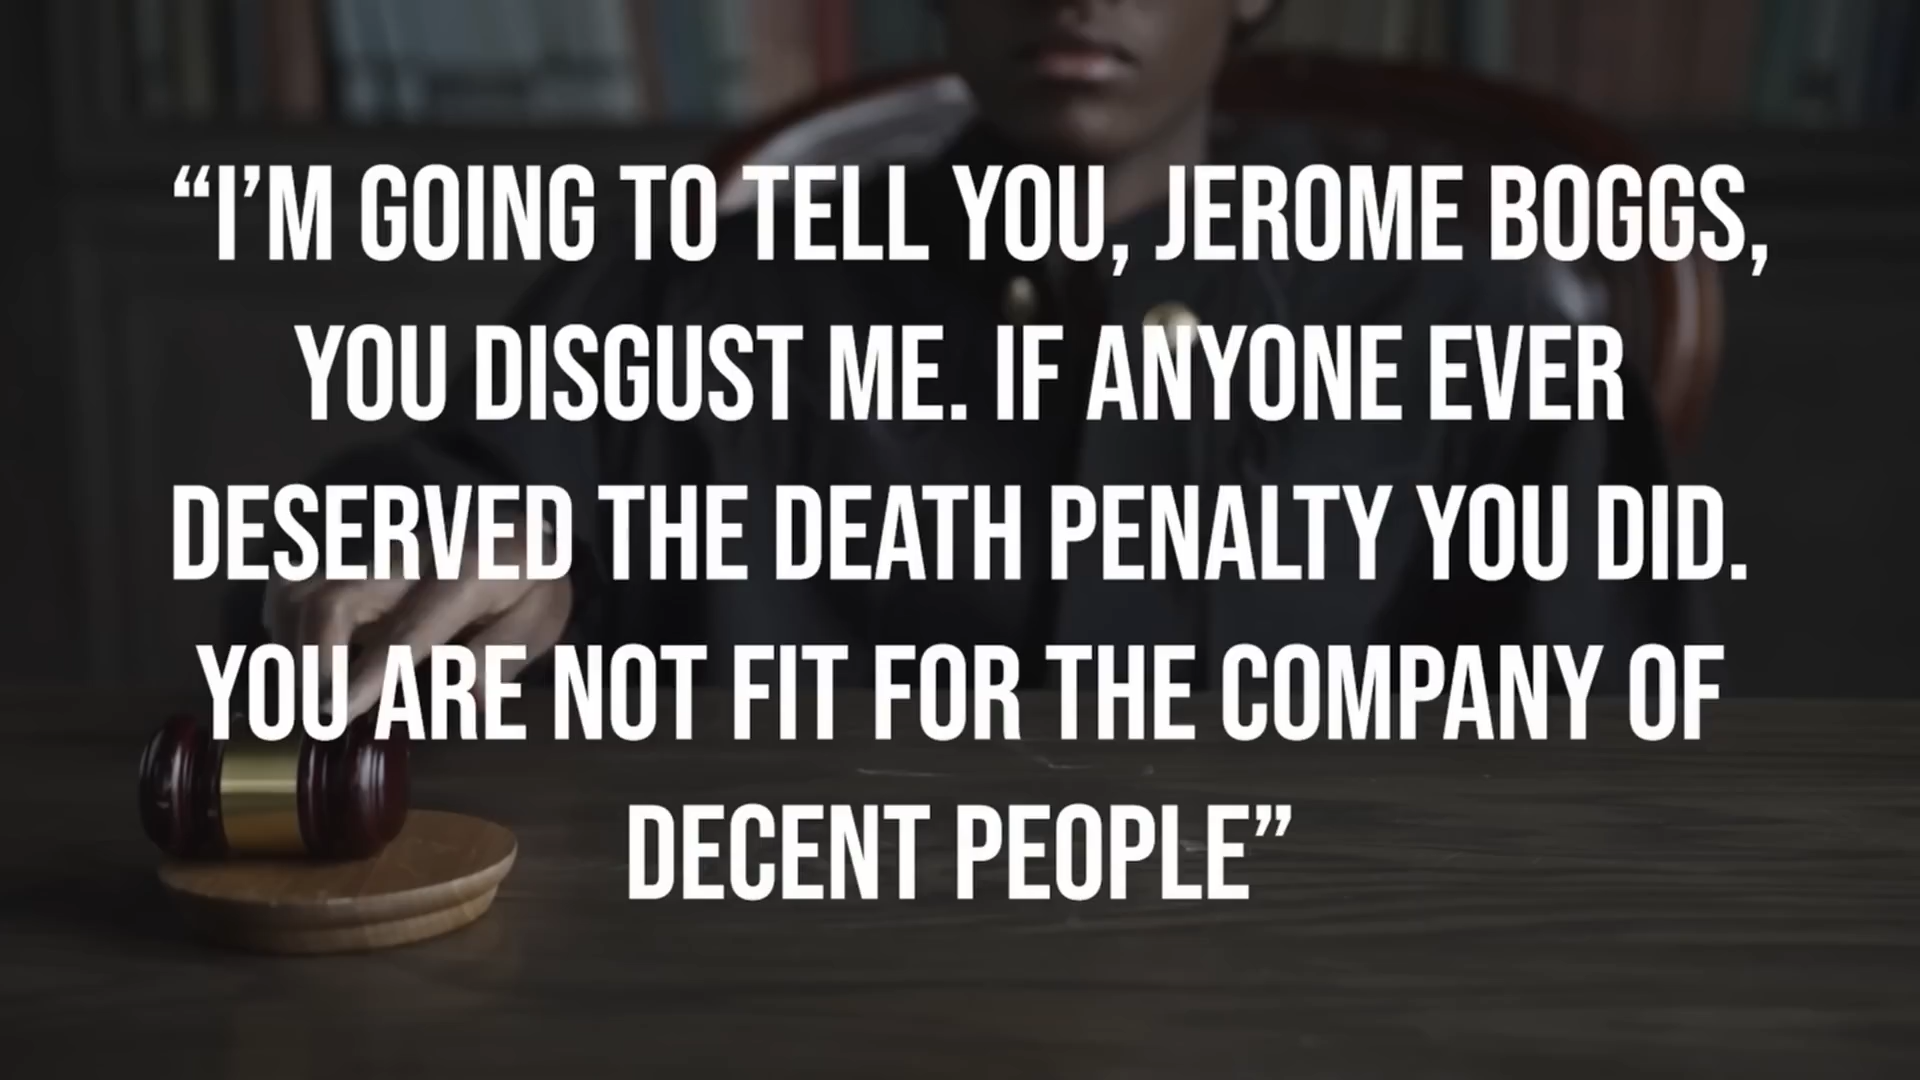 “I’M GOING TO TELL YOU, JEROME BOGGS,
YOU DISGUST ME. IF ANYONE EVER
DESERVED THE DEATH PENALTY YOU DID.
YOU ARE NOT FIT FOR THE COMPANY OF
DECENT PEOPLE”